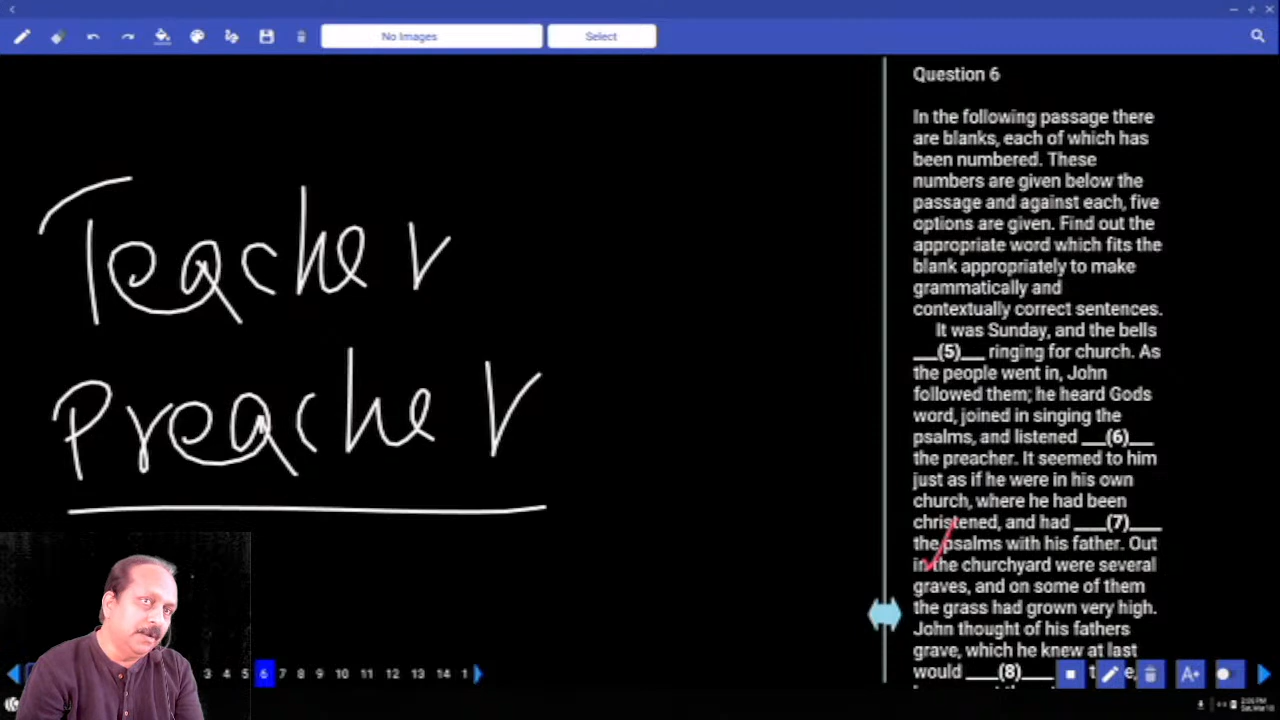 No Images
Select
Teacher
Preacher
Question 6
In the following passage there
are blanks, each of which has
been numbered. These
numbers are given below the
passage and against each, five
options are given. Find out the
appropriate word which fits the
blank appropriately to make
grammatically and
contextually correct sentences.
It was Sunday, and the bells
__(5)__ ringing for church. As
the people went in, John
followed them; he heard Gods
word, joined in singing the
psalms, and listened ___(6)___
the preacher. It seemed to him
just as if he were in his own
church, where he had been
christened, and had ____(7)____
the psalms with his father. Out
in the churchyard were several
graves, and on some of them
the grass had grown very high.
John thought of his fathers
grave, which he knew at last
would ____(8)____
3 4 5 6 7 8 9 10 11 12 13 14 1
A+